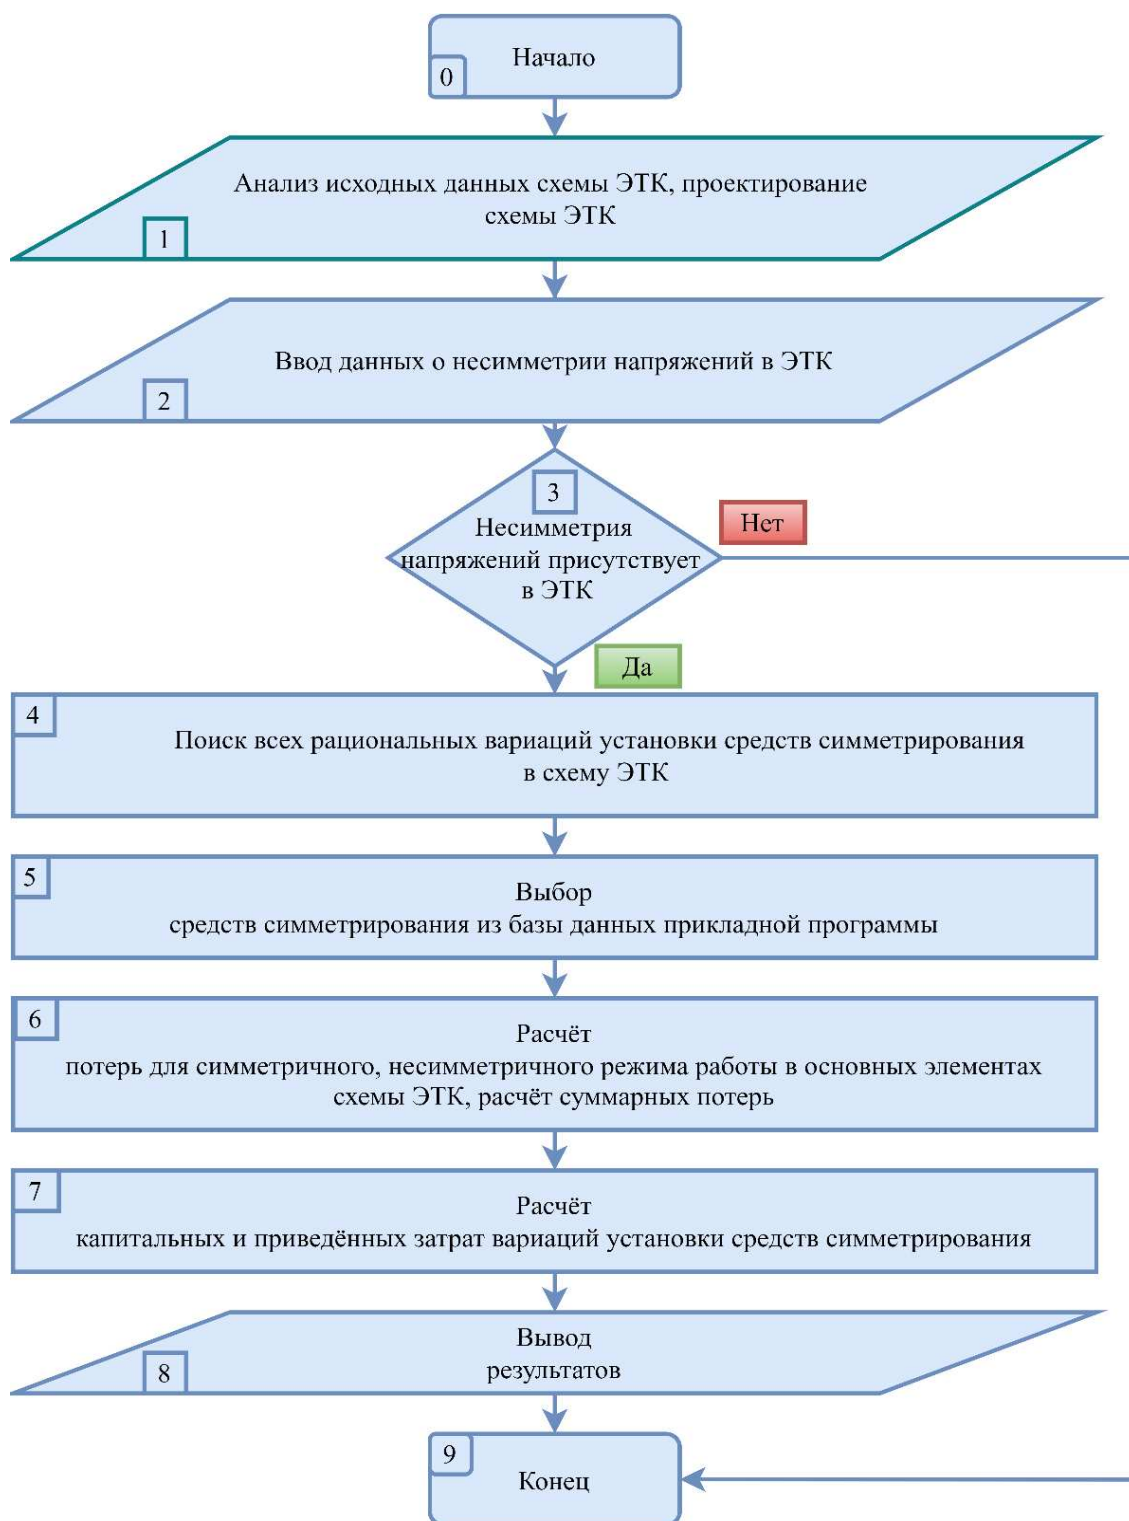 Начало
0
Анализ исходных данных схемы ЭТК, проектирование
схемы ЭТК
1
Ввод данных о несимметрии напряжений в ЭТК
2
3
Несимметрия
напряжений присутствует
в ЭТК
Нет
Да
4
Поиск всех рациональных вариаций установки средств симметрирования
в схему ЭТК
5
Выбор
средств симметрирования из базы данных прикладной программы
6
Расчёт
потерь для симметричного, несимметричного режима работы в основных элементах
схемы ЭТК, расчёт суммарных потерь
7
Расчёт
капитальных и приведённых затрат вариаций установки средств симметрирования
Вывод
результатов
8
9
Конец